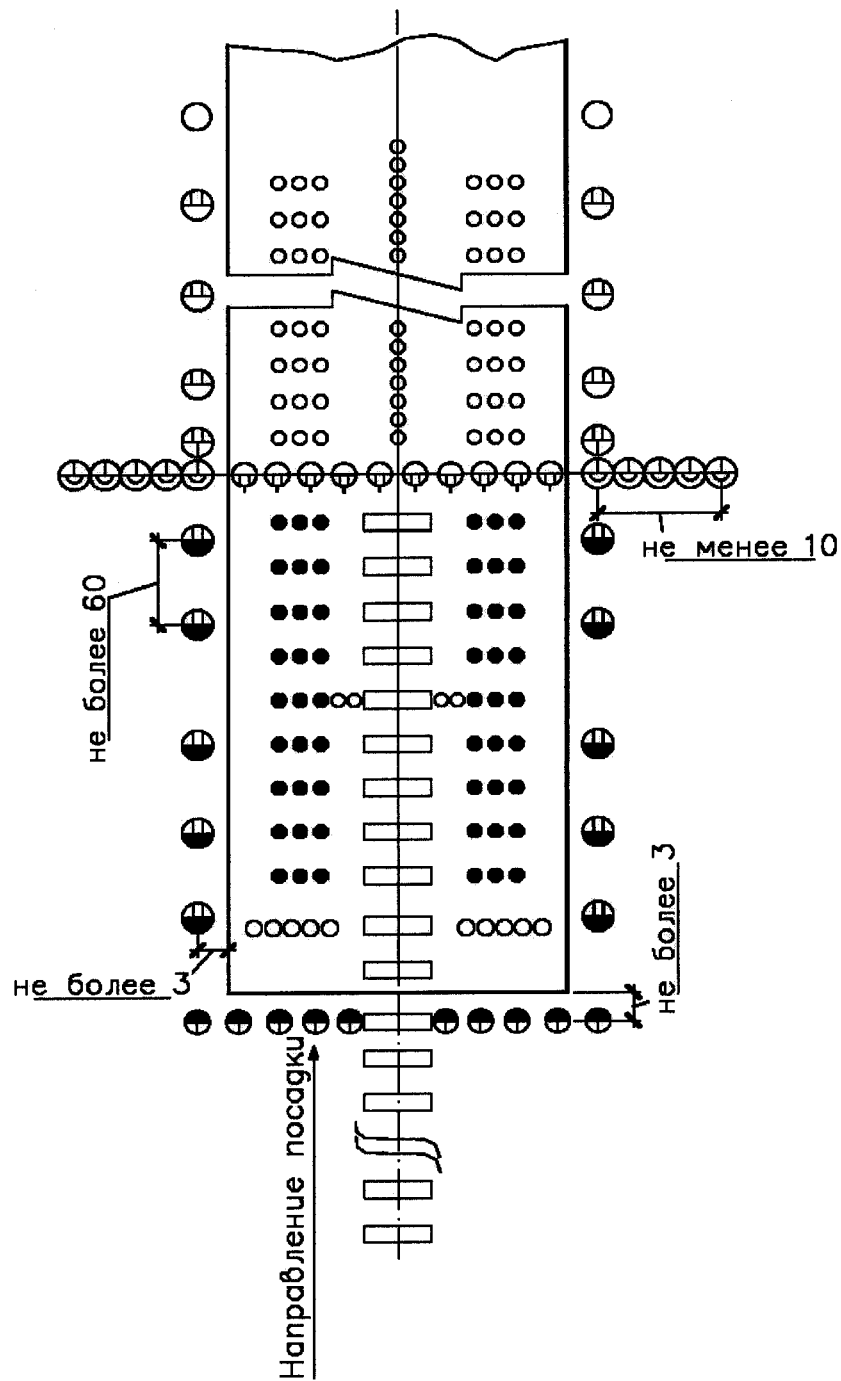 не менее 10
не более 60
не более 3
не более 3
Направление посадки